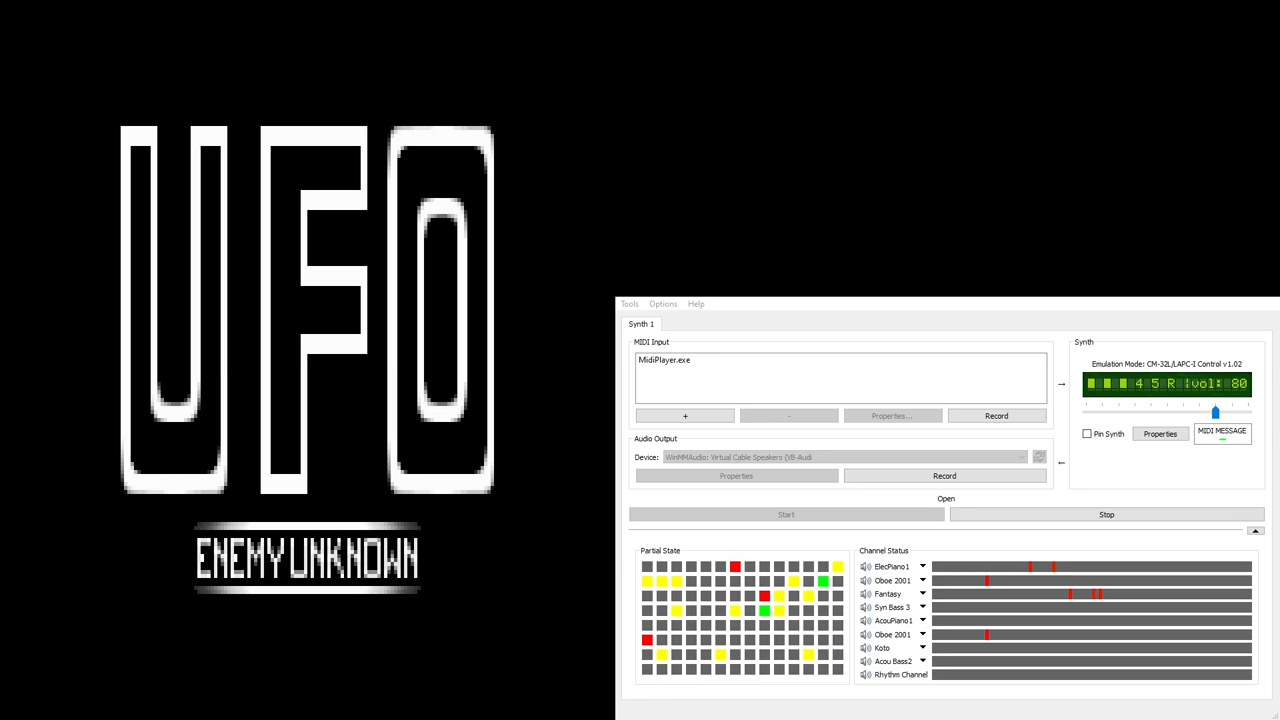 UFO
ENEMY UNKNOWN
Tools Options Help
Synth 1
MIDI Input
MidiPlayer.exe
+ - Properties... Record
Audio Output
Device: WinMMAudio: Virtual Cable Speakers (VB-Audi
Properties Record
Synth
Emulation Mode: CM-32L/LAPC-I Control v1.02
4 5 R |vol: 80
Pin Synth Properties MIDI MESSAGE
Open
Start Stop
Partial State
Channel Status
ElecPiano1
Oboe 2001
Fantasy
Syn Bass 3
AcouPiano1
Oboe 2001
Koto
Acou Bass2
Rhythm Channel